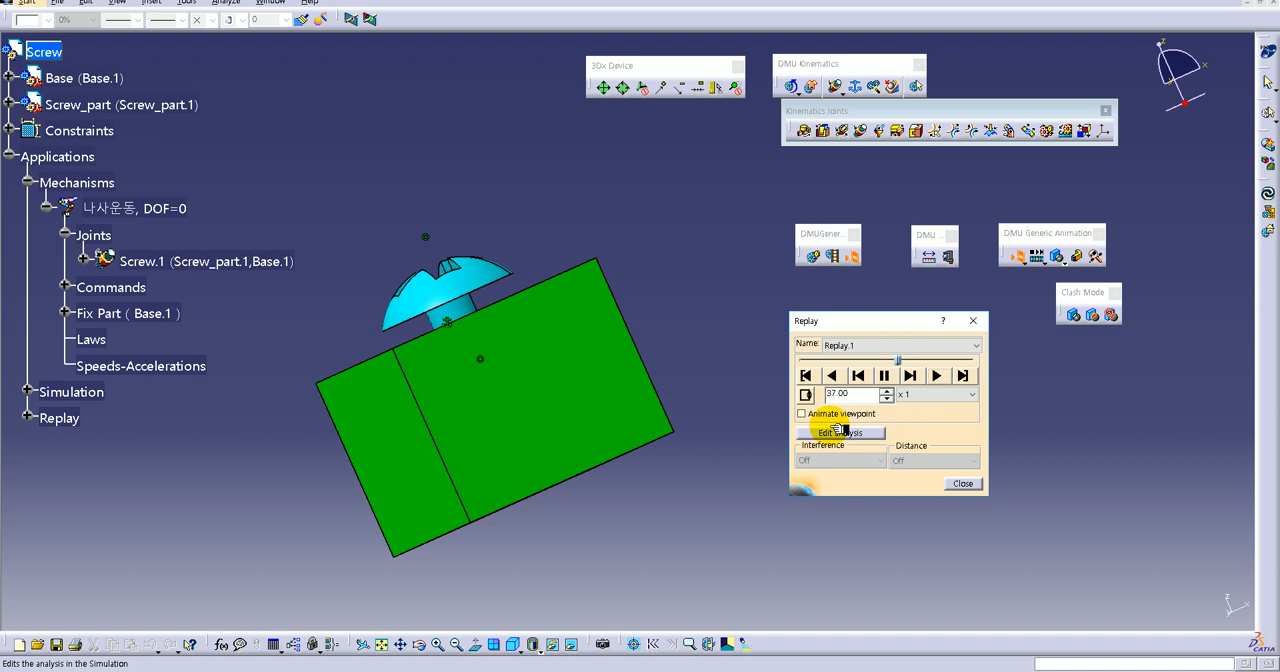 Start File Edit View Insert Tools Analyze Window Help
0% 0
Screw
Base (Base.1)
Screw_part (Screw_part.1)
Constraints
Applications
Mechanisms
나사운동, DOF=0
Joints
Screw.1 (Screw_part.1,Base.1)
Commands
Fix Part ( Base.1 )
Laws
Speeds-Accelerations
Simulation
Replay
3Dx Device
DMU Kinematics
Kinematics Joints
DMUGener...
DMU ...
DMU Generic Animation
Clash Mode
Replay
Name: Replay.1
37.00 x 1
Animate viewpoint
Edit analysis
Interference Distance
Off Off
Close
f(x)
CATIA
Edits the analysis in the Simulation